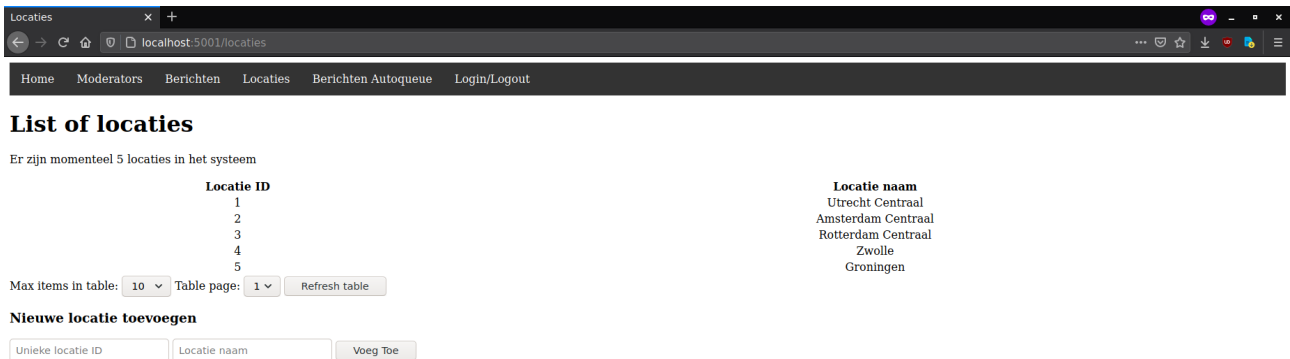 Locaties
localhost:5001/locaties
Home Moderators Berichten Locaties Berichten Autoqueue Login/Logout
List of locaties
Er zijn momenteel 5 locaties in het systeem
Locatie ID Locatie naam
1 Utrecht Centraal
2 Amsterdam Centraal
3 Rotterdam Centraal
4 Zwolle
5 Groningen
Max items in table: 10 Table page: 1 Refresh table
Nieuwe locatie toevoegen
Unieke locatie ID Locatie naam Voeg Toe